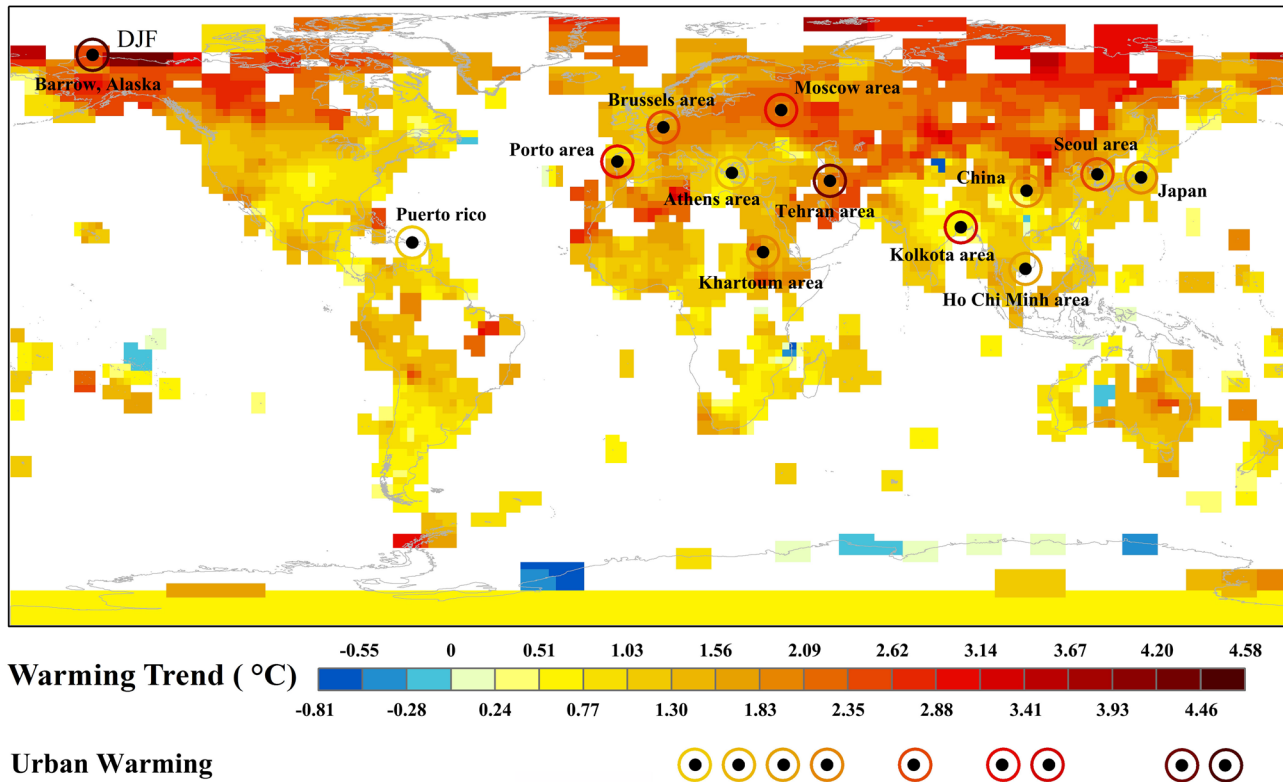 DJF
Barrow, Alaska
Brussels area
Moscow area
Porto area
Seoul area
China
Athens area
Tehran area
Japan
Puerto rico
Kolkota area
Khartoum area
Ho Chi Minh area
-0.55 0 0.51 1.03 1.56 2.09 2.62 3.14 3.67 4.20 4.58
Warming Trend ( °C)
-0.81 -0.28 0.24 0.77 1.30 1.83 2.35 2.88 3.41 3.93 4.46
Urban Warming